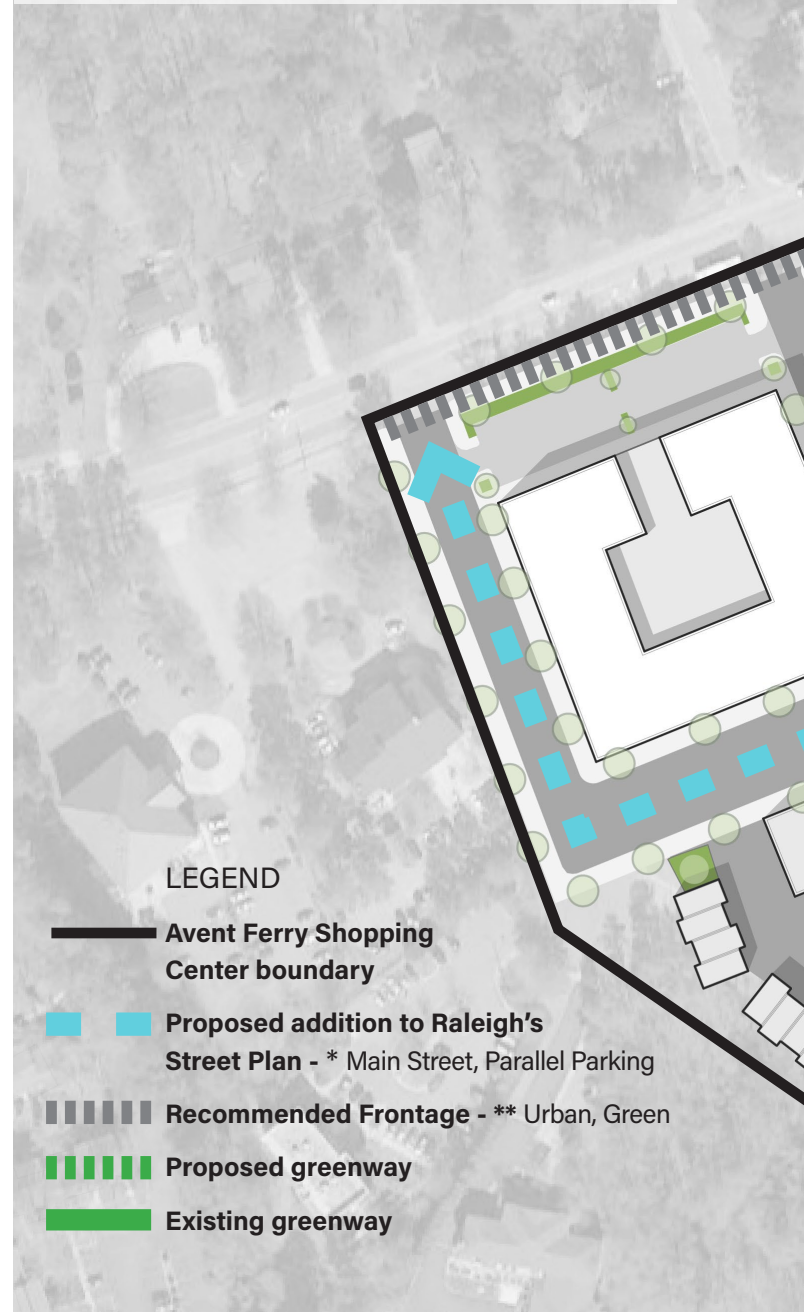 LEGEND
Avent Ferry Shopping
Center boundary
Proposed addition to Raleigh's
Street Plan - * Main Street, Parallel Parking
Recommended Frontage - ** Urban, Green
Proposed greenway
Existing greenway